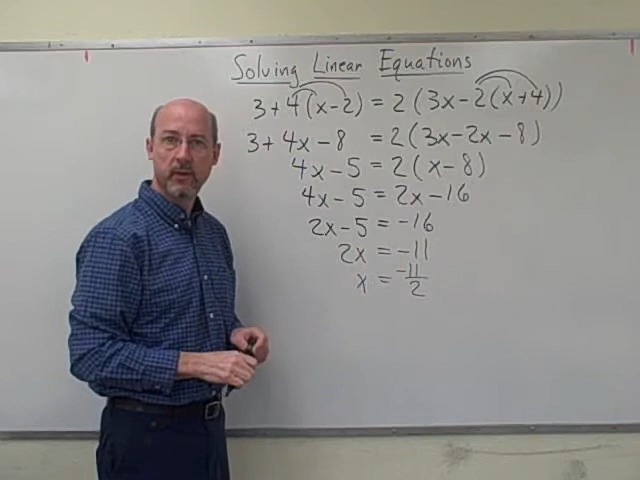 Solving Linear Equations
3 + 4(x - 2) = 2(3x - 2(x + 4))
3 + 4x - 8 = 2(3x - 2x - 8)
4x - 5 = 2(x - 8)
4x - 5 = 2x - 16
2x - 5 = -16
2x = -11
x = -11/2